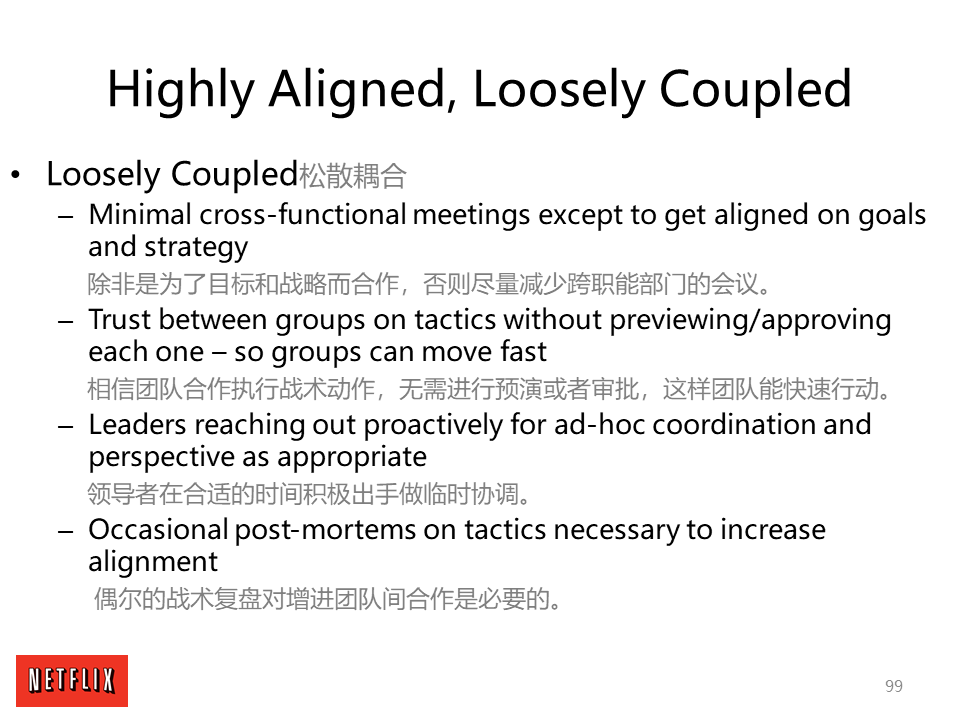 Highly Aligned, Loosely Coupled
• Loosely Coupled松散耦合
– Minimal cross-functional meetings except to get aligned on goals
and strategy
除非是为了目标和战略而合作，否则尽量减少跨职能部门的会议。
– Trust between groups on tactics without previewing/approving
each one – so groups can move fast
相信团队合作执行战术动作，无需进行预演或者审批，这样团队能快速行动。
– Leaders reaching out proactively for ad-hoc coordination and
perspective as appropriate
领导者在合适的时间积极出手做临时协调。
– Occasional post-mortems on tactics necessary to increase
alignment
偶尔的战术复盘对增进团队间合作是必要的。
NETFLIX
99